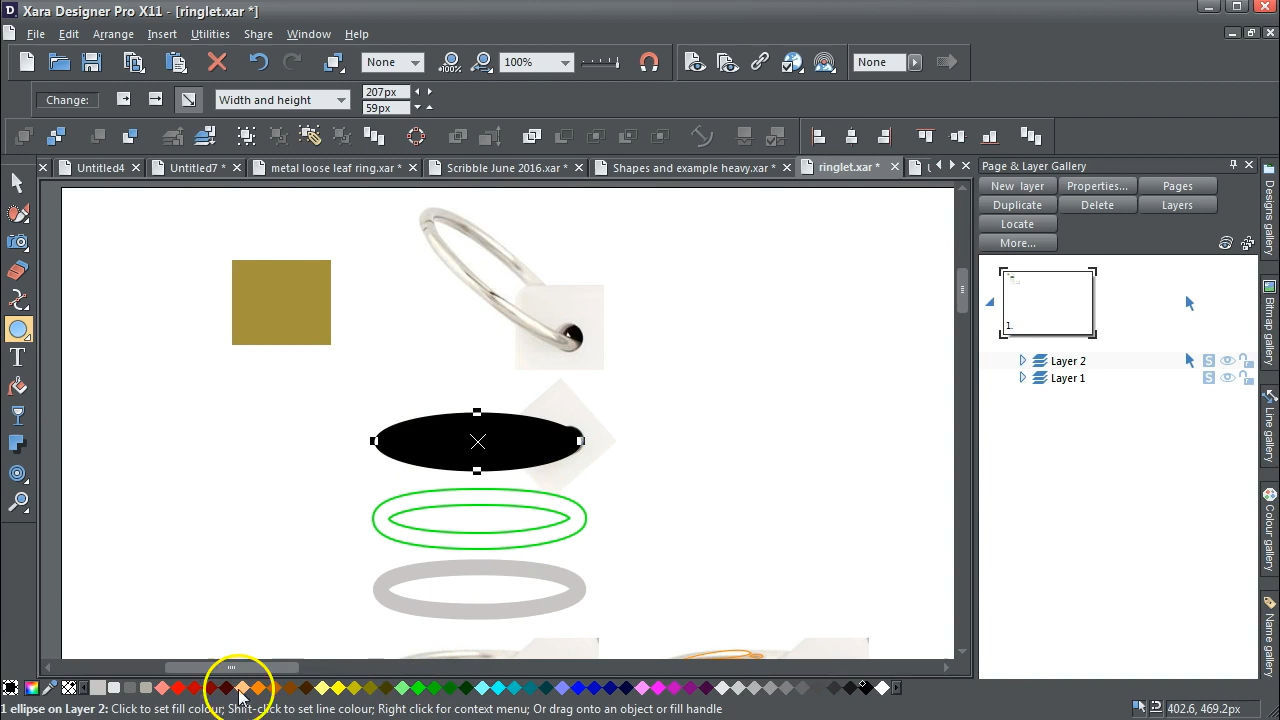 Xara Designer Pro X11 - [ringlet.xar *]
File Edit Arrange Insert Utilities Share Window Help
None 100% 100% None
Change: Width and height 207px
59px
Untitled4 Untitled7 * metal loose leaf ring.xar * Scribble June 2016.xar * Shapes and example heavy.xar * ringlet.xar *
Page & Layer Gallery
New layer Properties... Pages
Duplicate Delete Layers
Locate
More...
1.
Layer 2
Layer 1
Designs gallery
Bitmap gallery
Line gallery
Colour gallery
Name gallery
1 ellipse on Layer 2: Click to set fill colour; Shift-click to set line colour; Right click for context menu; Or drag onto an object or fill handle
402.6, 469.2px